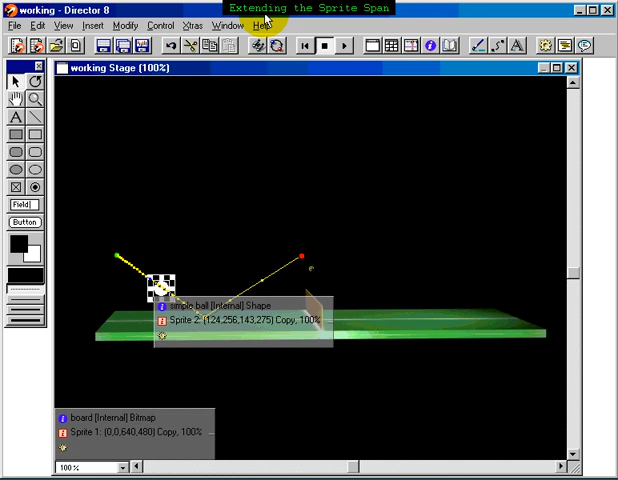 working - Director 8
Extending the Sprite Span
File Edit View Insert Modify Control Xtras Window Help
working Stage (100%)
A
Field
Button
simple ball [Internal] Shape
Sprite 2: (124,256,143,275) Copy, 100%
board [Internal] Bitmap
Sprite 1: (0,0,640,480) Copy, 100%
100%